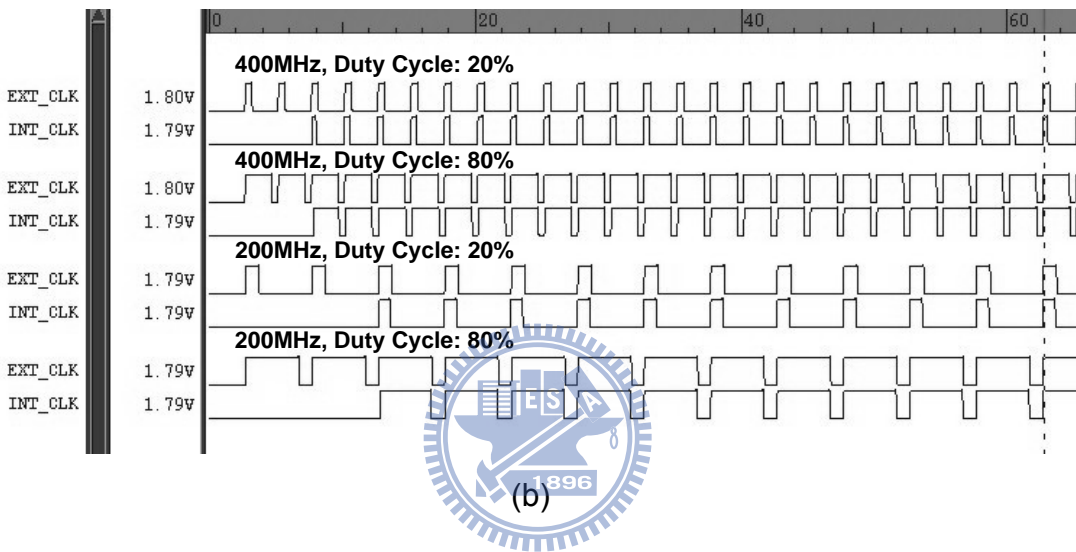 0 20 40 60
400MHz, Duty Cycle: 20%
EXT_CLK 1.80V
INT_CLK 1.79V
400MHz, Duty Cycle: 80%
EXT_CLK 1.80V
INT_CLK 1.79V
200MHz, Duty Cycle: 20%
EXT_CLK 1.79V
INT_CLK 1.79V
200MHz, Duty Cycle: 80%
EXT_CLK 1.79V
INT_CLK 1.79V
ES A
8
1896
(b)